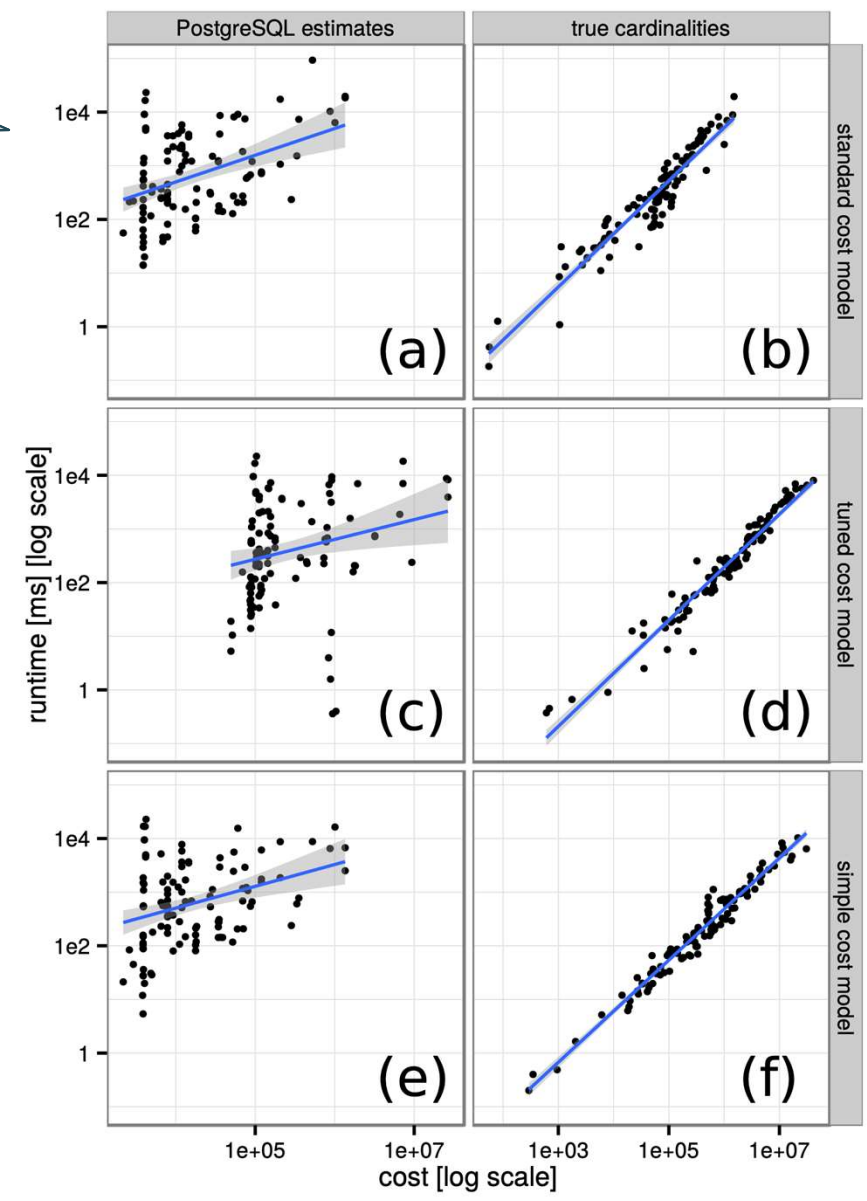 PostgreSQL estimates
true cardinalities
1e4
1e2
1
(a)
(b)
standard cost model
runtime [ms] [log scale]
1e4
1e2
1
(c)
(d)
tuned cost model
1e4
1e2
1
(e)
(f)
simple cost model
1e+05
1e+07
1e+03
1e+05
1e+07
cost [log scale]